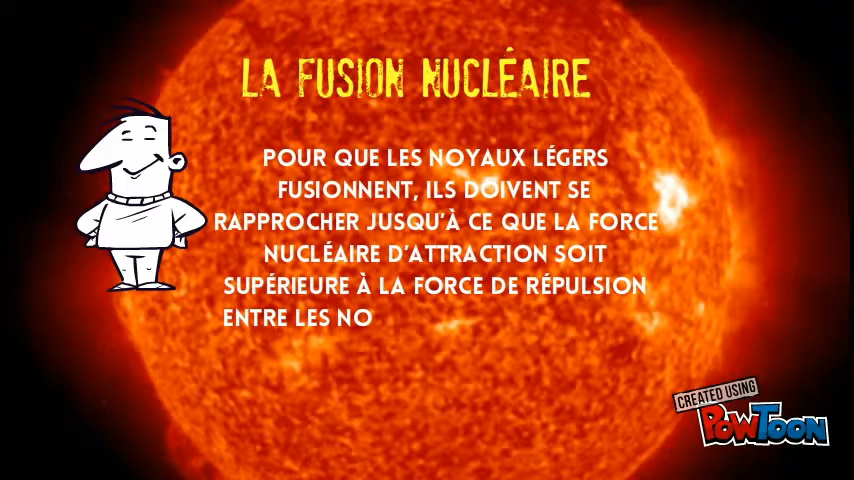 LA FUSION NUCLÉAIRE
POUR QUE LES NOYAUX LÉGERS
FUSIONNENT, ILS DOIVENT SE
RAPPROCHER JUSQU'À CE QUE LA FORCE
NUCLÉAIRE D'ATTRACTION SOIT
SUPÉRIEURE À LA FORCE DE RÉPULSION
ENTRE LES NO
CREATED USING
POWTOON